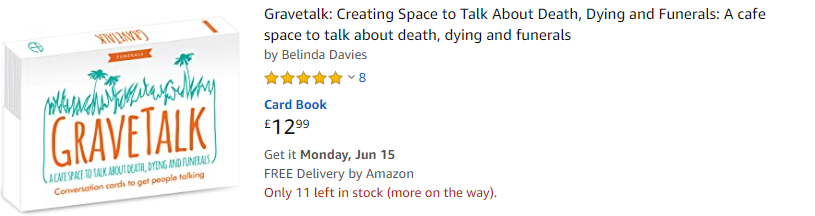 GRAVETALK
FUNERALS
GRAVETALK
A CAFE SPACE TO TALK ABOUT DEATH, DYING AND FUNERALS
Conversation cards to get people talking
Gravetalk: Creating Space to Talk About Death, Dying and Funerals: A cafe
space to talk about death, dying and funerals
by Belinda Davies
8
Card Book
£1299
Get it Monday, Jun 15
FREE Delivery by Amazon
Only 11 left in stock (more on the way).